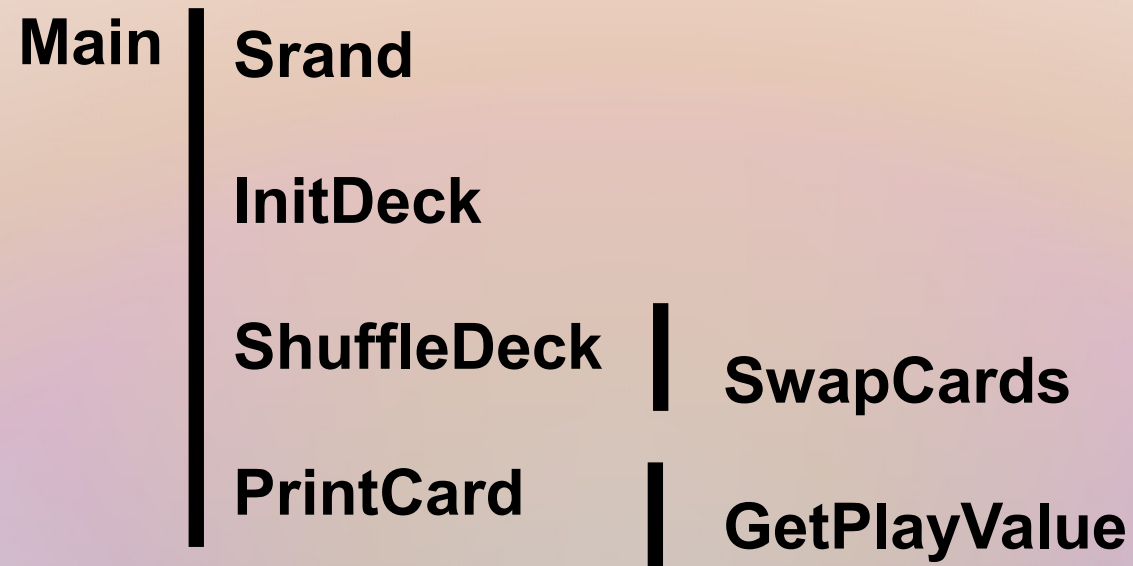 Main
Srand
InitDeck
ShuffleDeck
SwapCards
PrintCard
GetPlayValue